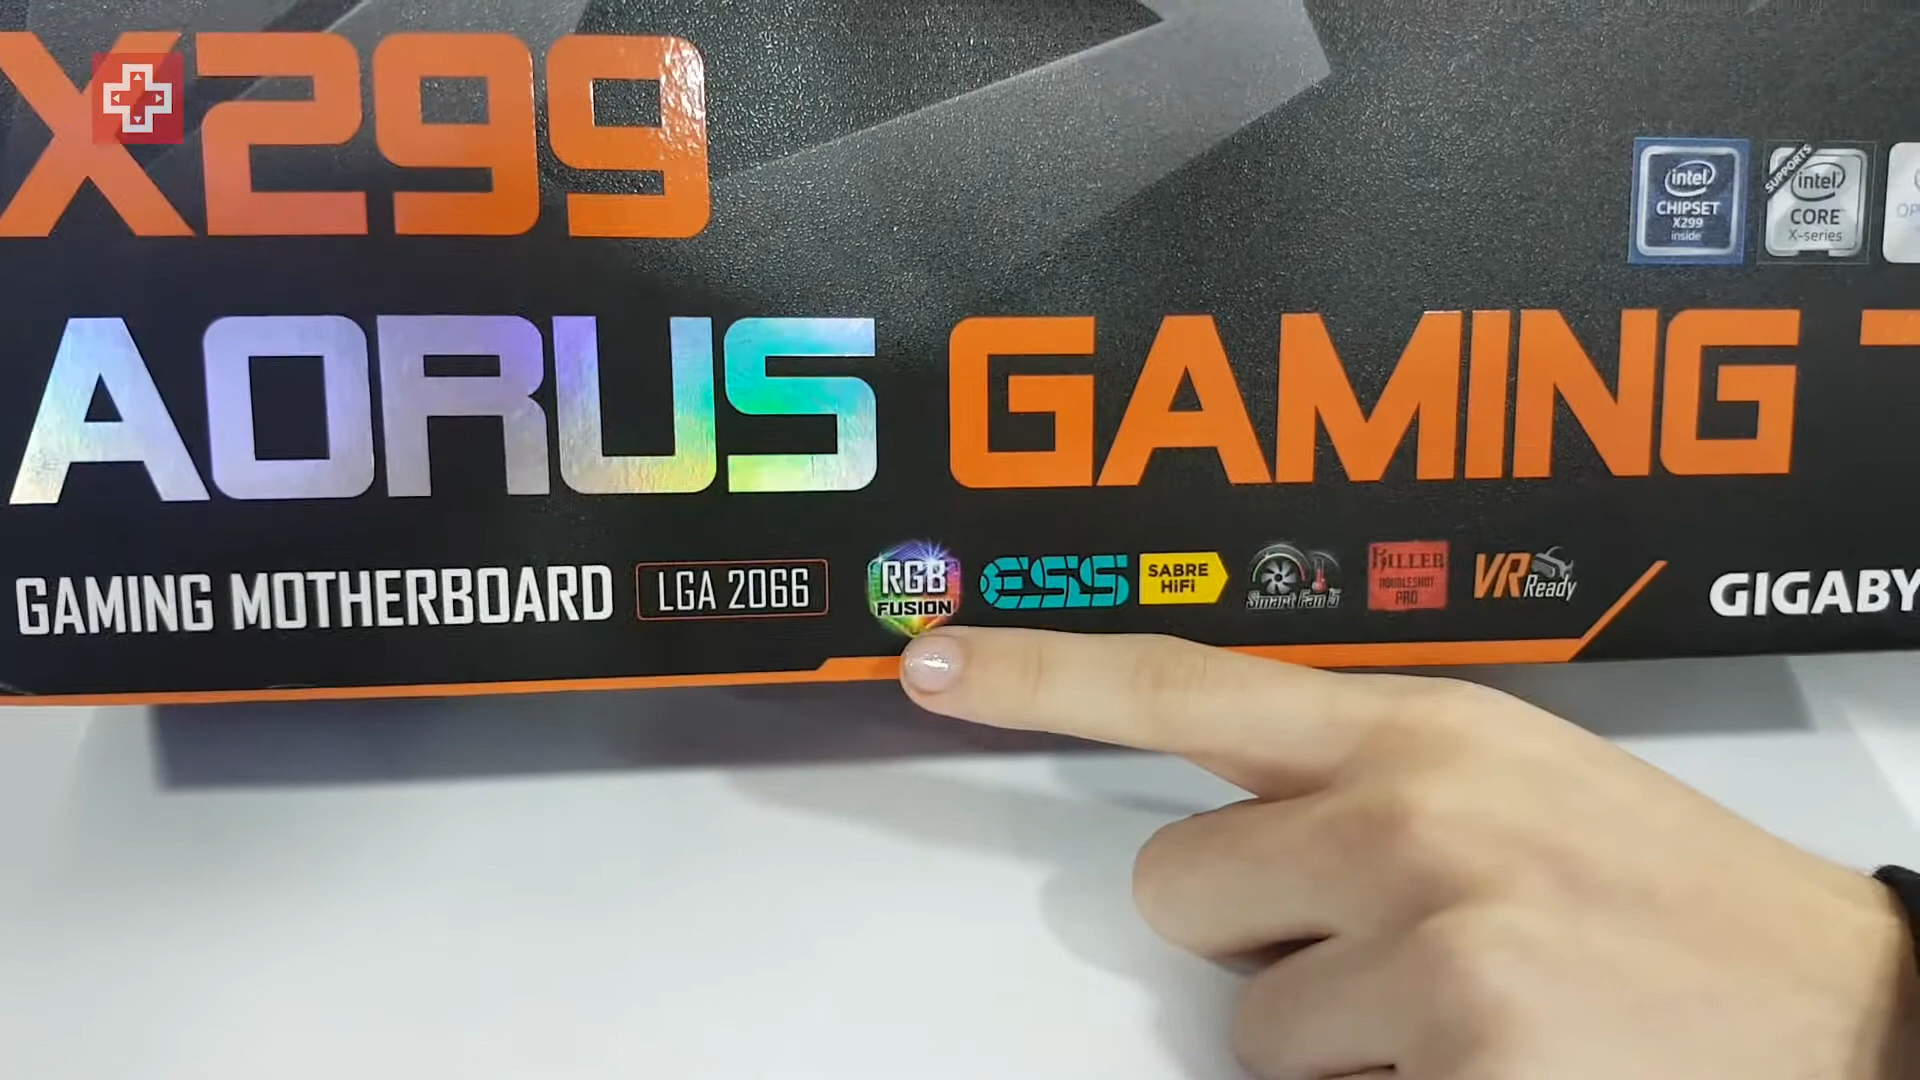 X299
intel
CHIPSET
X299
inside
SUPPORTS
intel
CORE
X-series
AORUS GAMING
GAMING MOTHERBOARD
LGA 2066
RGB
FUSION
ESS
SABRE
HiFi
Smart Fan 5
KILLER
DOUBLESHOT
PRO
VR Ready